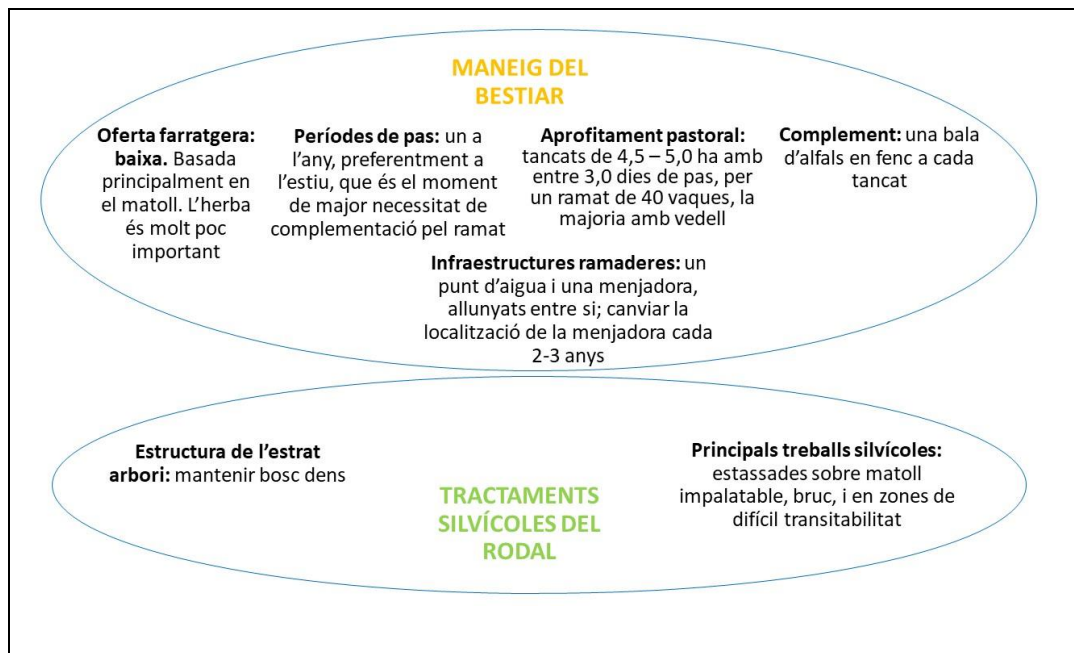 MANEIG DEL
BESTIAR
Oferta farratgera:
baixa. Basada
principalment en
el matoll. L'herba
és molt poc
important
Períodes de pas: un a
l'any, preferentment a
l'estiu, que és el moment
de major necessitat de
complementació pel ramat
Aprofitament pastoral:
tancats de 4,5 – 5,0 ha amb
entre 3,0 dies de pas, per
un ramat de 40 vaques, la
majoria amb vedell
Complement: una bala
d'alfals en fenc a cada
tancat
Infraestructures ramaderes: un
punt d'aigua i una menjadora,
allunyats entre si; canviar la
localització de la menjadora cada
2-3 anys
Estructura de l'estrat
arbori: mantenir bosc dens
TRACTAMENTS
SILVÍCOLES DEL
RODAL
Principals treballs silvícoles:
estassades sobre matoll
impalatable, bruc, i en zones de
difícil transitabilitat